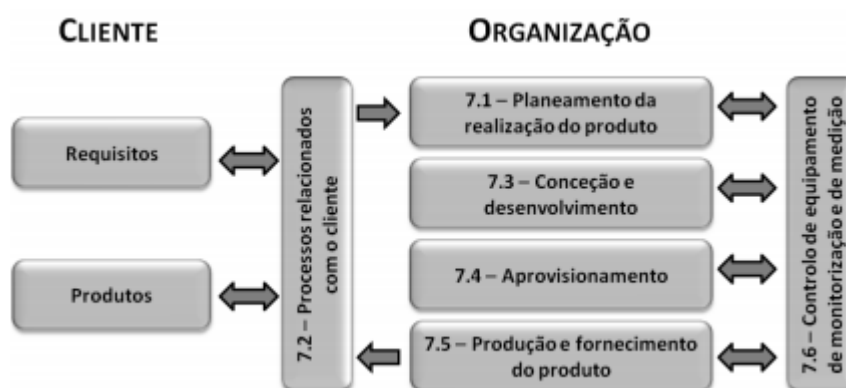 CLIENTE
ORGANIZAÇÃO
Requisitos
Produtos
7.2 – Processos relacionados
com o cliente
7.1 – Planeamento da
realização do produto
7.3 – Conceção e
desenvolvimento
7.4 – Aprovisionamento
7.5 – Produção e fornecimento
do produto
7.6 – Controlo de equipamento
de monitorização e de medição